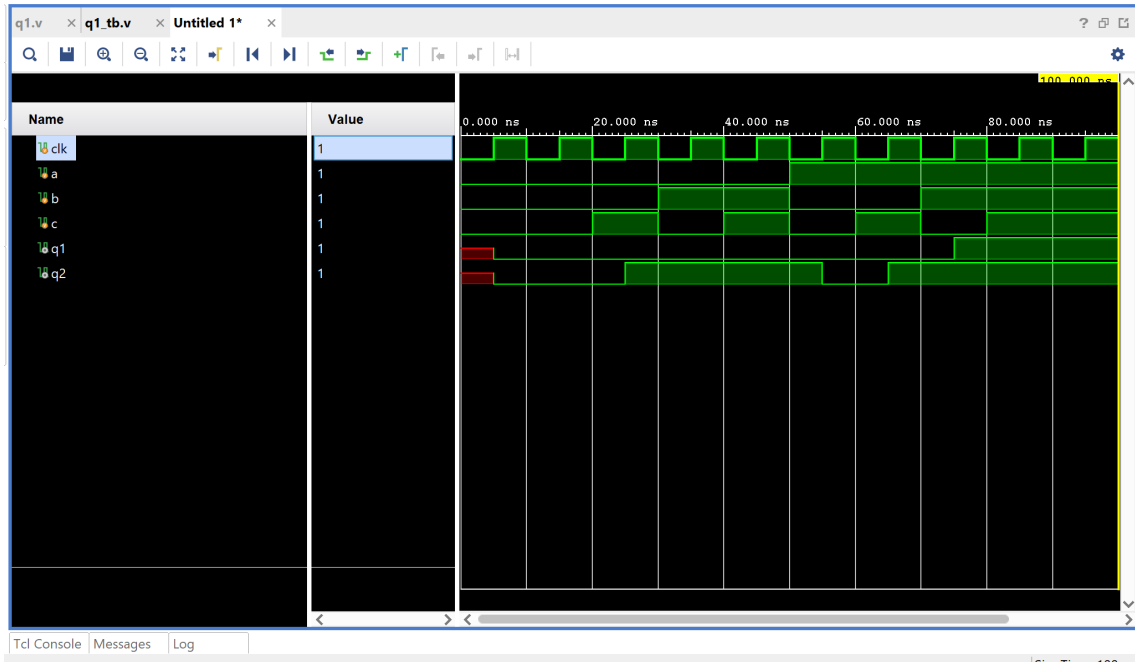 q1.v × q1_tb.v × Untitled 1* ×
?
100.000 ns
Name Value
0.000 ns 20.000 ns 40.000 ns 60.000 ns 80.000 ns
clk 1
a 1
b 1
c 1
q1 1
q2 1
Tcl Console Messages Log